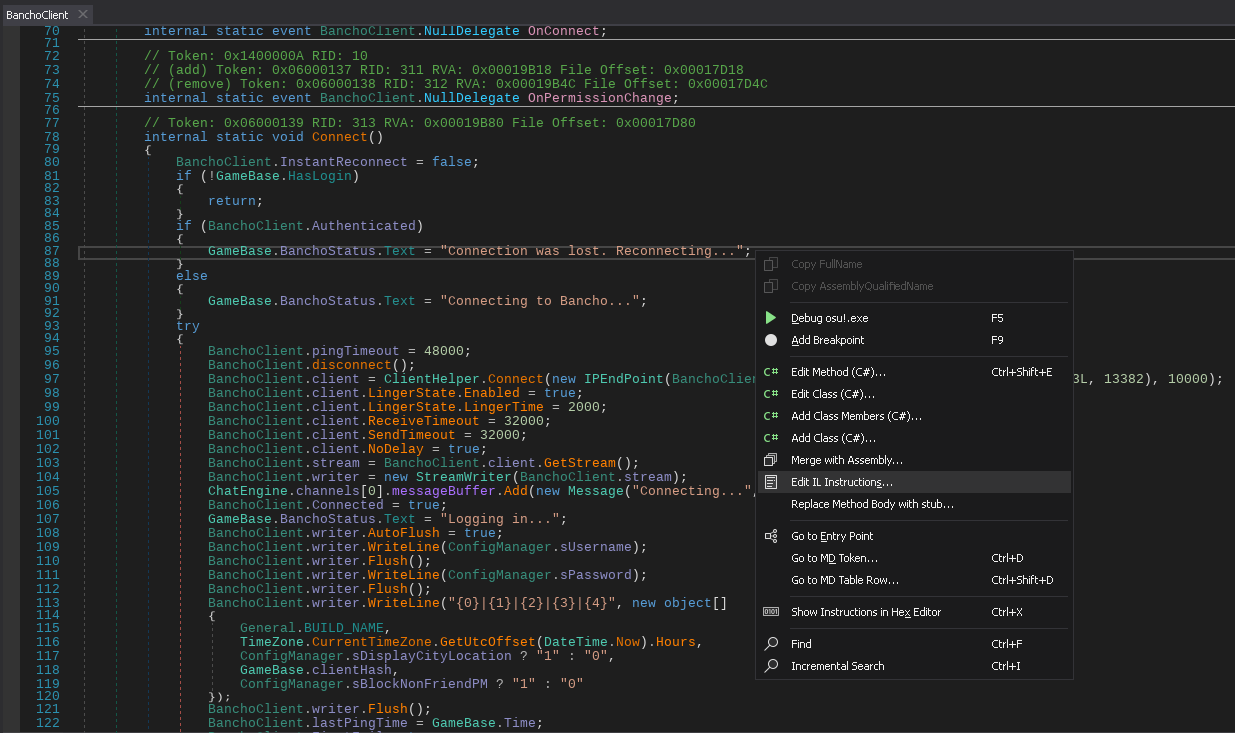 BanchoClient
70 internal static event BanchoClient.NullDelegate OnConnect;
71
72 // Token: 0x1400000A RID: 10
73 // (add) Token: 0x06000137 RID: 311 RVA: 0x00019B18 File Offset: 0x00017D18
74 // (remove) Token: 0x06000138 RID: 312 RVA: 0x00019B4C File Offset: 0x00017D4C
75 internal static event BanchoClient.NullDelegate OnPermissionChange;
76
77 // Token: 0x06000139 RID: 313 RVA: 0x00019B80 File Offset: 0x00017D80
78 internal static void Connect()
79 {
80 BanchoClient.InstantReconnect = false;
81 if (!GameBase.HasLogin)
82 {
83 return;
84 }
85 if (BanchoClient.Authenticated)
86 {
87 GameBase.BanchoStatus.Text = "Connection was lost. Reconnecting...";
88 }
89 else
90 {
91 GameBase.BanchoStatus.Text = "Connecting to Bancho...";
92 }
93 try
94 {
95 BanchoClient.pingTimeout = 48000;
96 BanchoClient.disconnect();
97 BanchoClient.client = ClientHelper.Connect(new IPEndPoint(BanchoClie 3L, 13382), 10000);
98 BanchoClient.client.LingerState.Enabled = true;
99 BanchoClient.client.LingerState.LingerTime = 2000;
100 BanchoClient.client.ReceiveTimeout = 32000;
101 BanchoClient.client.SendTimeout = 32000;
102 BanchoClient.client.NoDelay = true;
103 BanchoClient.stream = BanchoClient.client.GetStream();
104 BanchoClient.writer = new StreamWriter(BanchoClient.stream);
105 ChatEngine.channels[0].messageBuffer.Add(new Message("Connecting...",
106 BanchoClient.Connected = true;
107 GameBase.BanchoStatus.Text = "Logging in...";
108 BanchoClient.writer.AutoFlush = true;
109 BanchoClient.writer.WriteLine(ConfigManager.sUsername);
110 BanchoClient.writer.Flush();
111 BanchoClient.writer.WriteLine(ConfigManager.sPassword);
112 BanchoClient.writer.Flush();
113 BanchoClient.writer.WriteLine("{0}|{1}|{2}|{3}|{4}", new object[]
114 {
115 General.BUILD_NAME,
116 TimeZone.CurrentTimeZone.GetUtcOffset(DateTime.Now).Hours,
117 ConfigManager.sDisplayCityLocation ? "1" : "0",
118 GameBase.clientHash,
119 ConfigManager.sBlockNonFriendPM ? "1" : "0"
120 });
121 BanchoClient.writer.Flush();
122 BanchoClient.lastPingTime = GameBase.Time;
Copy FullName
Copy AssemblyQualifiedName
Debug osu!.exe F5
Add Breakpoint F9
C# Edit Method (C#)... Ctrl+Shift+E
C# Edit Class (C#)...
C# Add Class Members (C#)...
C# Add Class (C#)...
Merge with Assembly...
Edit IL Instructions...
Replace Method Body with stub...
Go to Entry Point
Go to MD Token... Ctrl+D
Go to MD Table Row... Ctrl+Shift+D
Show Instructions in Hex Editor Ctrl+X
Find Ctrl+F
Incremental Search Ctrl+I